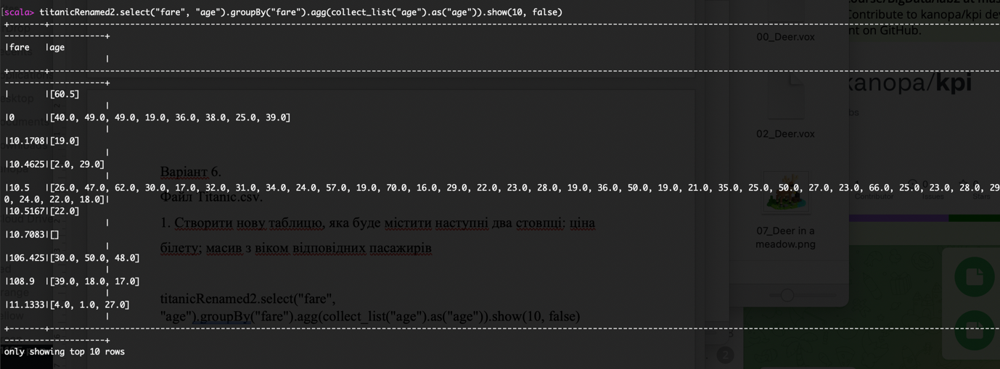 scala> titanicRenamed2.select("fare", "age").groupBy("fare").agg(collect_list("age").as("age")).show(10, false)
|fare |age
|
| |[60.5]
|
|0 |[40.0, 49.0, 49.0, 19.0, 36.0, 38.0, 25.0, 39.0]
|
|10.1708|[19.0]
|
|10.4625|[2.0, 29.0]
|
|10.5 |[26.0, 47.0, 62.0, 30.0, 17.0, 32.0, 31.0, 34.0, 24.0, 57.0, 19.0, 70.0, 16.0, 29.0, 22.0, 23.0, 28.0, 19.0, 36.0, 50.0, 19.0, 21.0, 35.0, 25.0, 50.0, 27.0, 23.0, 66.0, 25.0, 23.0, 28.0, 29
0, 24.0, 22.0, 18.0]|
|10.5167|[22.0]
|
|10.7083|[]
|
|106.425|[30.0, 50.0, 48.0]
|
|108.9 |[39.0, 18.0, 17.0]
|
|11.1333|[4.0, 1.0, 27.0]
|
only showing top 10 rows
Варіант 6.
Файл Titanic.csv.
1. Створити нову таблицю, яка буде містити наступні два стовпці: ціна
білету; масив з віком відповідних пасажирів
titanicRenamed2.select("fare",
"age").groupBy("fare").agg(collect_list("age").as("age")).show(10, false)
00_Deer.vox
02_Deer.vox
07_Deer in a
meadow.png
Contribute to kanopa/kpi dev
nt on GitHub.
kanopa/kpi
Contributor
Issues
Stars